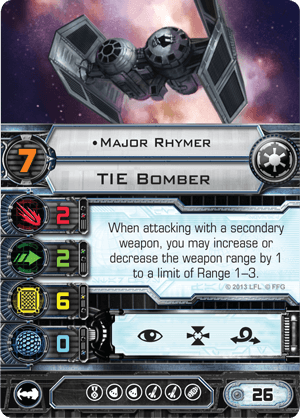 •Major Rhymer
7
TIE Bomber
2
When attacking with a secondary
weapon, you may increase or
decrease the weapon range by 1
to a limit of Range 1–3.
© 2013 LFL © FFG
2
6
0
26